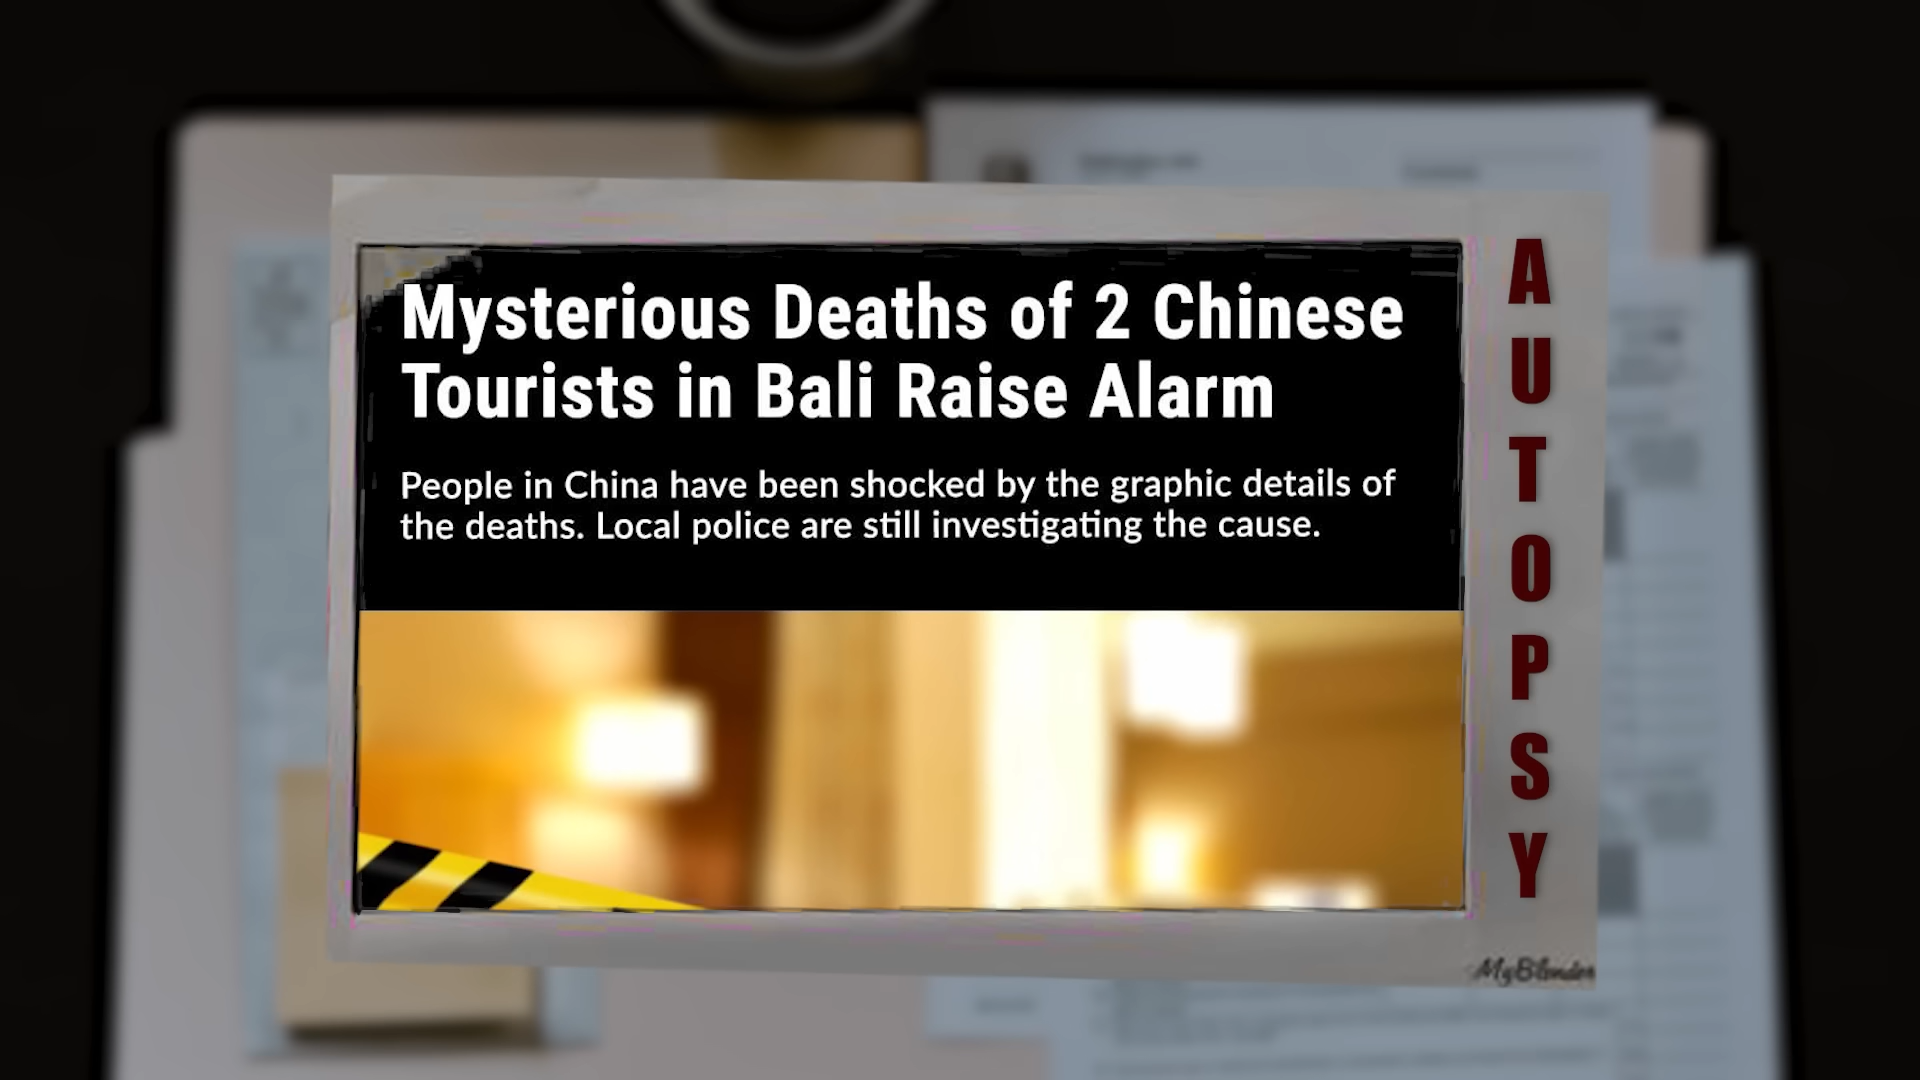 Mysterious Deaths of 2 Chinese
Tourists in Bali Raise Alarm
People in China have been shocked by the graphic details of
the deaths. Local police are still investigating the cause.
AUTOPSY
MyBlender